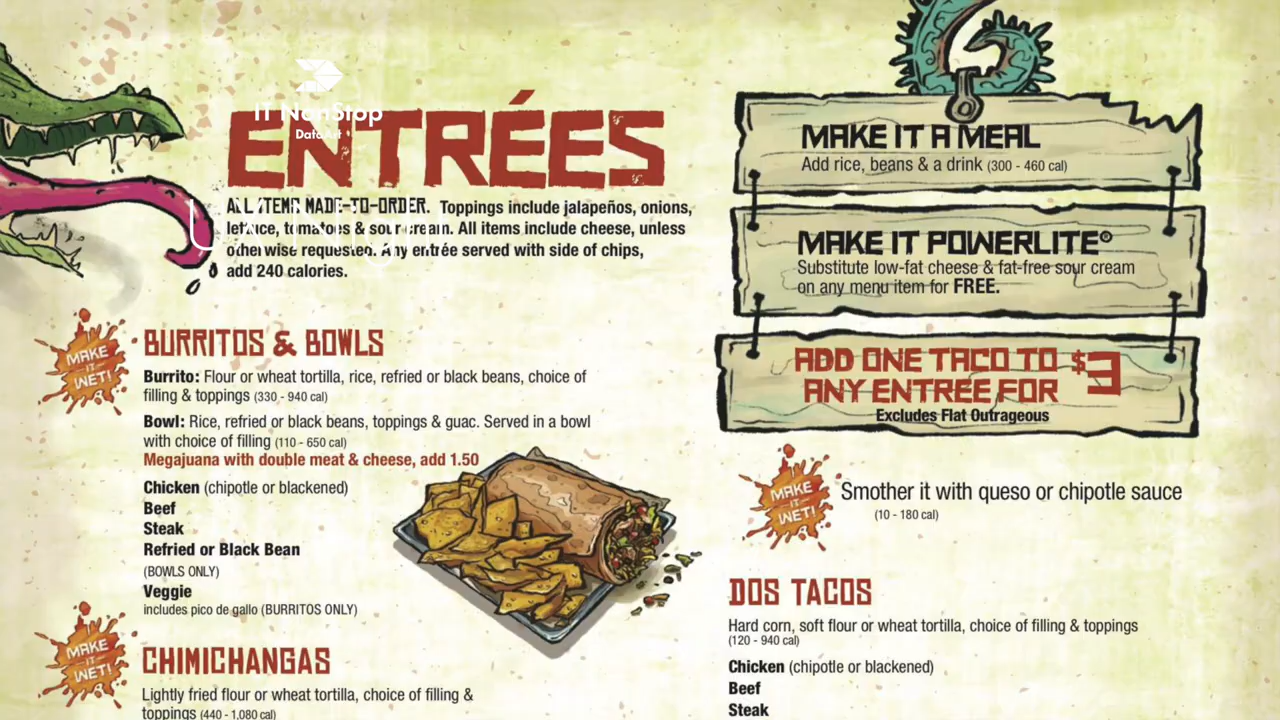 IT NonStop
DataArt
ENTRÉES
ALL ITEMS MADE-TO-ORDER. Toppings include jalapeños, onions,
lettuce, tomatoes & sour cream. All items include cheese, unless
otherwise requested. Any entrée served with side of chips,
add 240 calories.
MAKE IT WET!
BURRITOS & BOWLS
Burrito: Flour or wheat tortilla, rice, refried or black beans, choice of
filling & toppings (330 - 940 cal)
Bowl: Rice, refried or black beans, toppings & guac. Served in a bowl
with choice of filling (110 - 650 cal)
Megajuana with double meat & cheese, add 1.50
Chicken (chipotle or blackened)
Beef
Steak
Refried or Black Bean
(BOWLS ONLY)
Veggie
includes pico de gallo (BURRITOS ONLY)
MAKE IT WET!
CHIMICHANGAS
Lightly fried flour or wheat tortilla, choice of filling &
toppings (440 - 1,080 cal)
MAKE IT A MEAL
Add rice, beans & a drink (300 - 460 cal)
MAKE IT POWERLITE®
Substitute low-fat cheese & fat-free sour cream
on any menu item for FREE.
ADD ONE TACO TO $3
ANY ENTREE FOR
Excludes Flat Outrageous
MAKE IT WET!
Smother it with queso or chipotle sauce
(10 - 180 cal)
DOS TACOS
Hard corn, soft flour or wheat tortilla, choice of filling & toppings
(120 - 940 cal)
Chicken (chipotle or blackened)
Beef
Steak